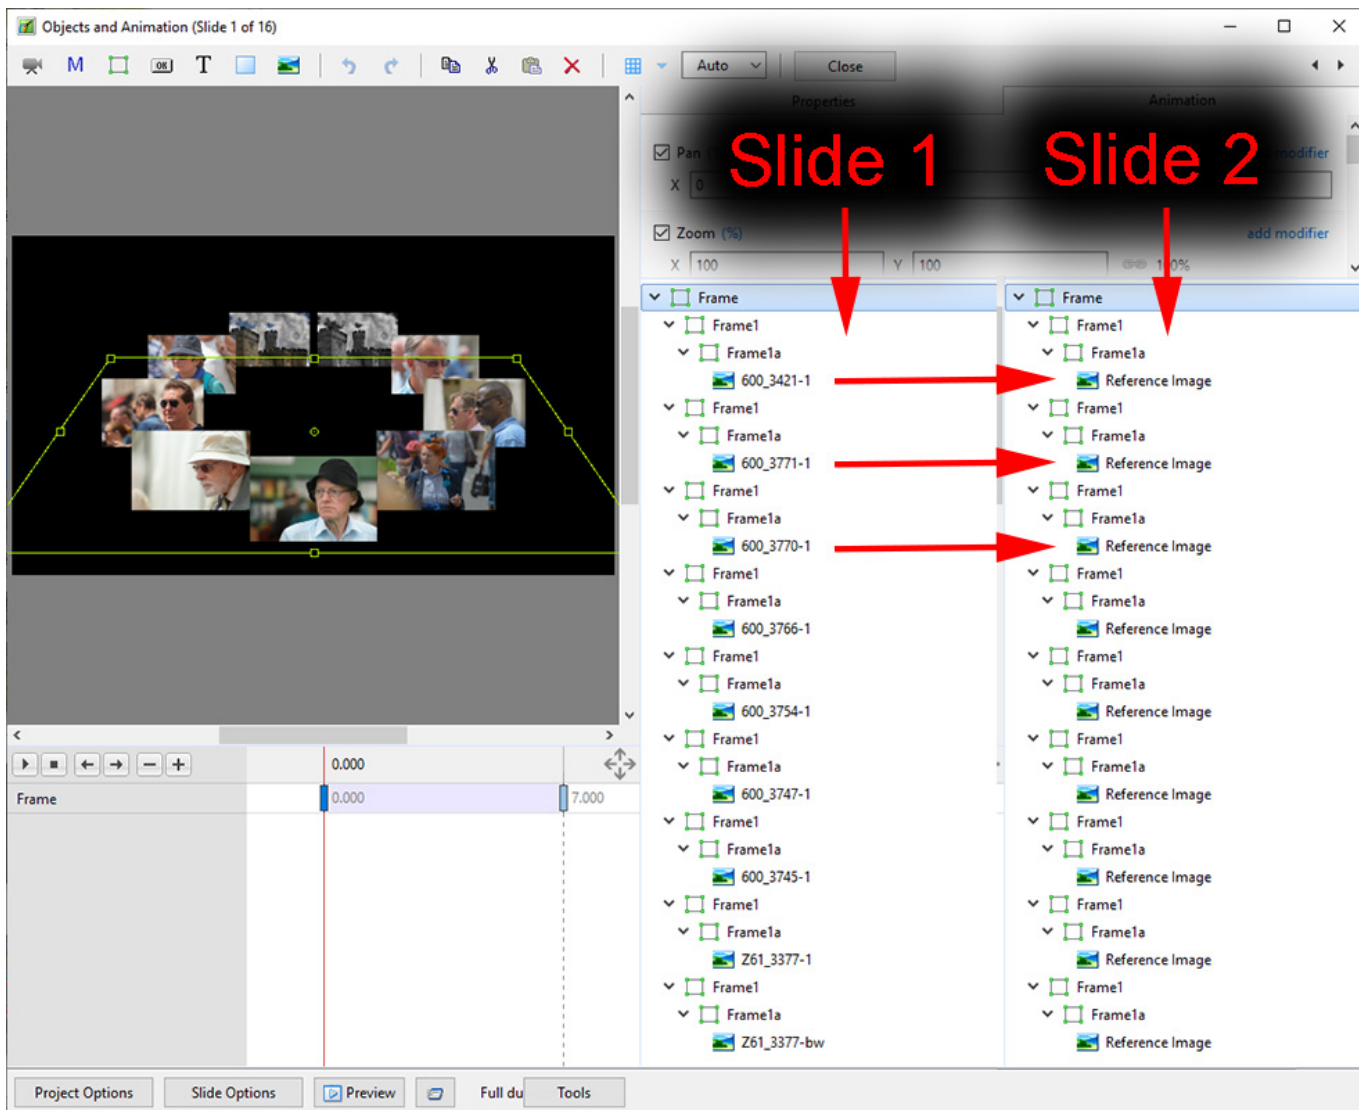 Objects and Animation (Slide 1 of 16)
M OK T Auto Close
Properties Animation
Slide 1 Slide 2
Pan modifier
X 0
Zoom (%) add modifier
X 100 Y 100 100%
Frame Frame
Frame1 Frame1
Frame1a Frame1a
600_3421-1 Reference Image
Frame1 Frame1
Frame1a Frame1a
600_3771-1 Reference Image
Frame1 Frame1
Frame1a Frame1a
600_3770-1 Reference Image
Frame1 Frame1
Frame1a Frame1a
600_3766-1 Reference Image
Frame1 Frame1
Frame1a Frame1a
600_3754-1 Reference Image
Frame1 Frame1
Frame1a Frame1a
600_3747-1 Reference Image
Frame1 Frame1
Frame1a Frame1a
600_3745-1 Reference Image
Frame1 Frame1
Frame1a Frame1a
Z61_3377-1 Reference Image
Frame1 Frame1
Frame1a Frame1a
Z61_3377-bw Reference Image
0.000
Frame 0.000 7.000
Project Options Slide Options Preview Full du Tools